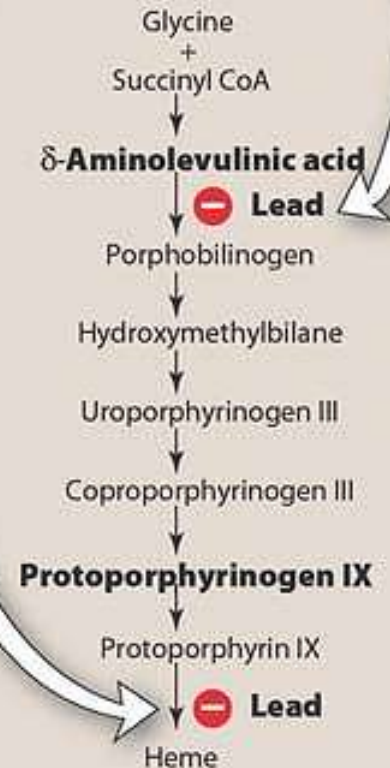 Glycine
+
Succinyl CoA
δ-Aminolevulinic acid
Lead
Porphobilinogen
Hydroxymethylbilane
Uroporphyrinogen III
Coproporphyrinogen III
Protoporphyrinogen IX
Protoporphyrin IX
Lead
Heme